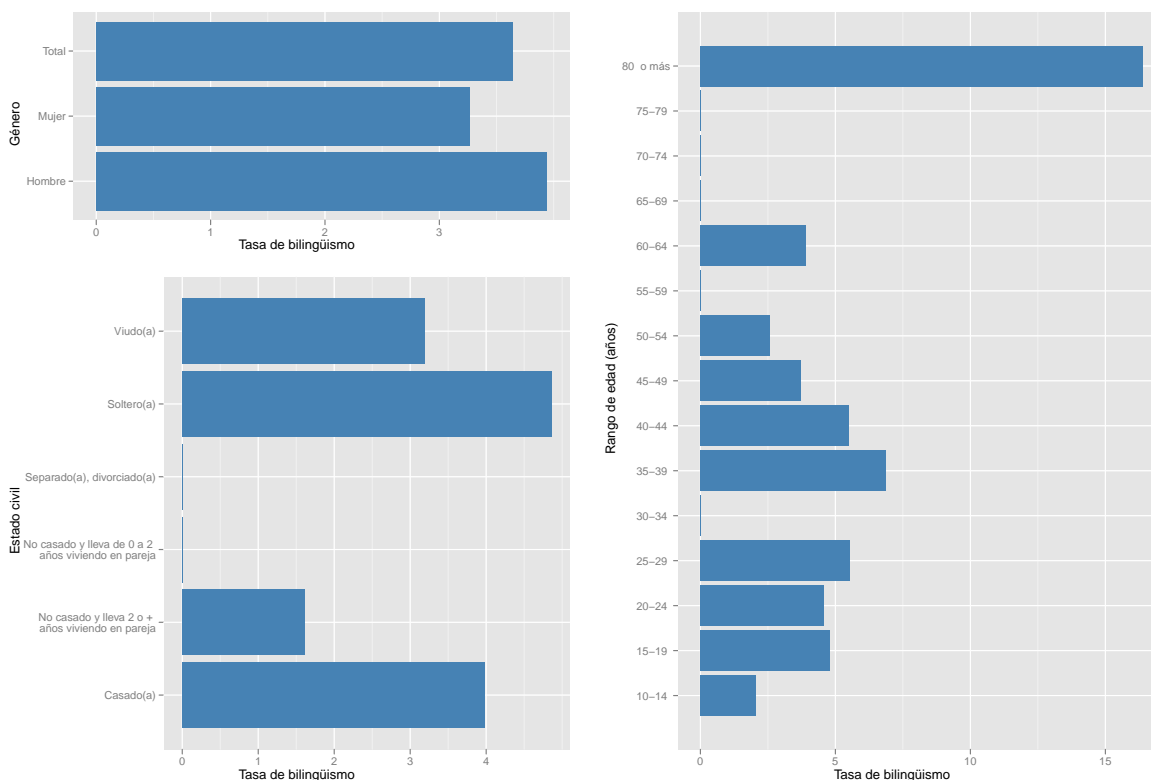 Género
Total
Mujer
Hombre
0 1 2 3
Tasa de bilingüismo
Estado civil
Viudo(a)
Soltero(a)
Separado(a), divorciado(a)
No casado y lleva de 0 a 2
años viviendo en pareja
No casado y lleva 2 o +
años viviendo en pareja
Casado(a)
0 1 2 3 4
Tasa de bilingüismo
Rango de edad (años)
80 o más
75−79
70−74
65−69
60−64
55−59
50−54
45−49
40−44
35−39
30−34
25−29
20−24
15−19
10−14
0 5 10 15
Tasa de bilingüismo